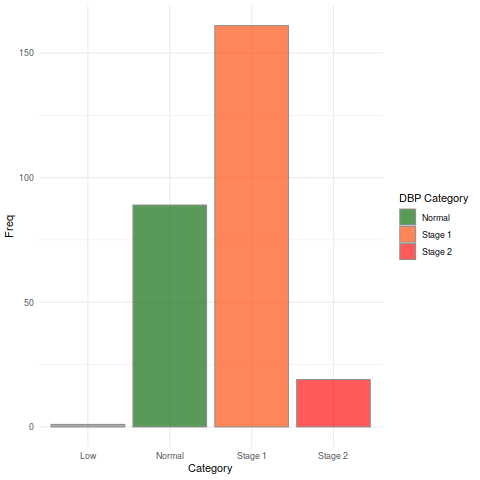 150
100
50
0
Freq
Low
Normal
Stage 1
Stage 2
Category
DBP Category
Normal
Stage 1
Stage 2